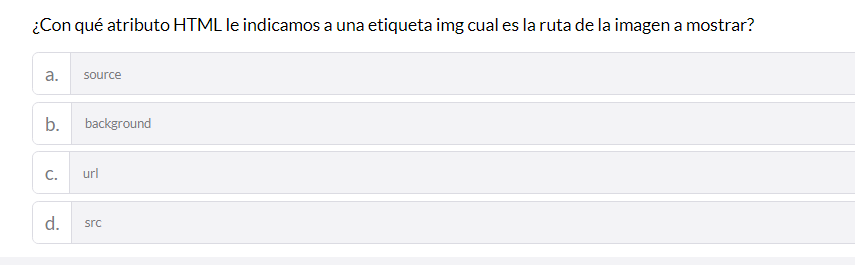 ¿Con qué atributo HTML le indicamos a una etiqueta img cual es la ruta de la imagen a mostrar?
a. source
b. background
c. url
d. src